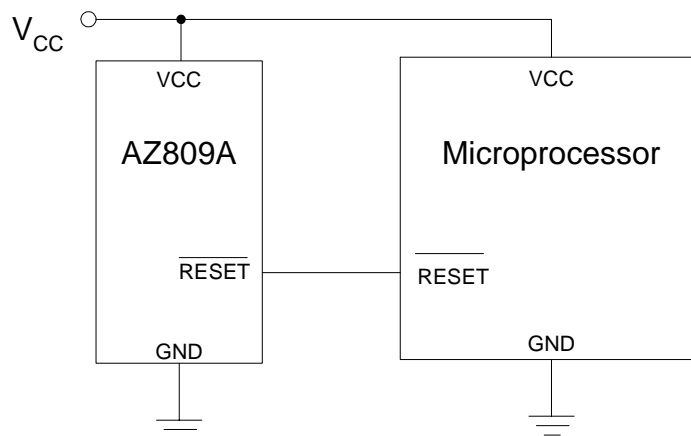 VCC
VCC
VCC
AZ809A
Microprocessor
RESET
RESET
GND
GND